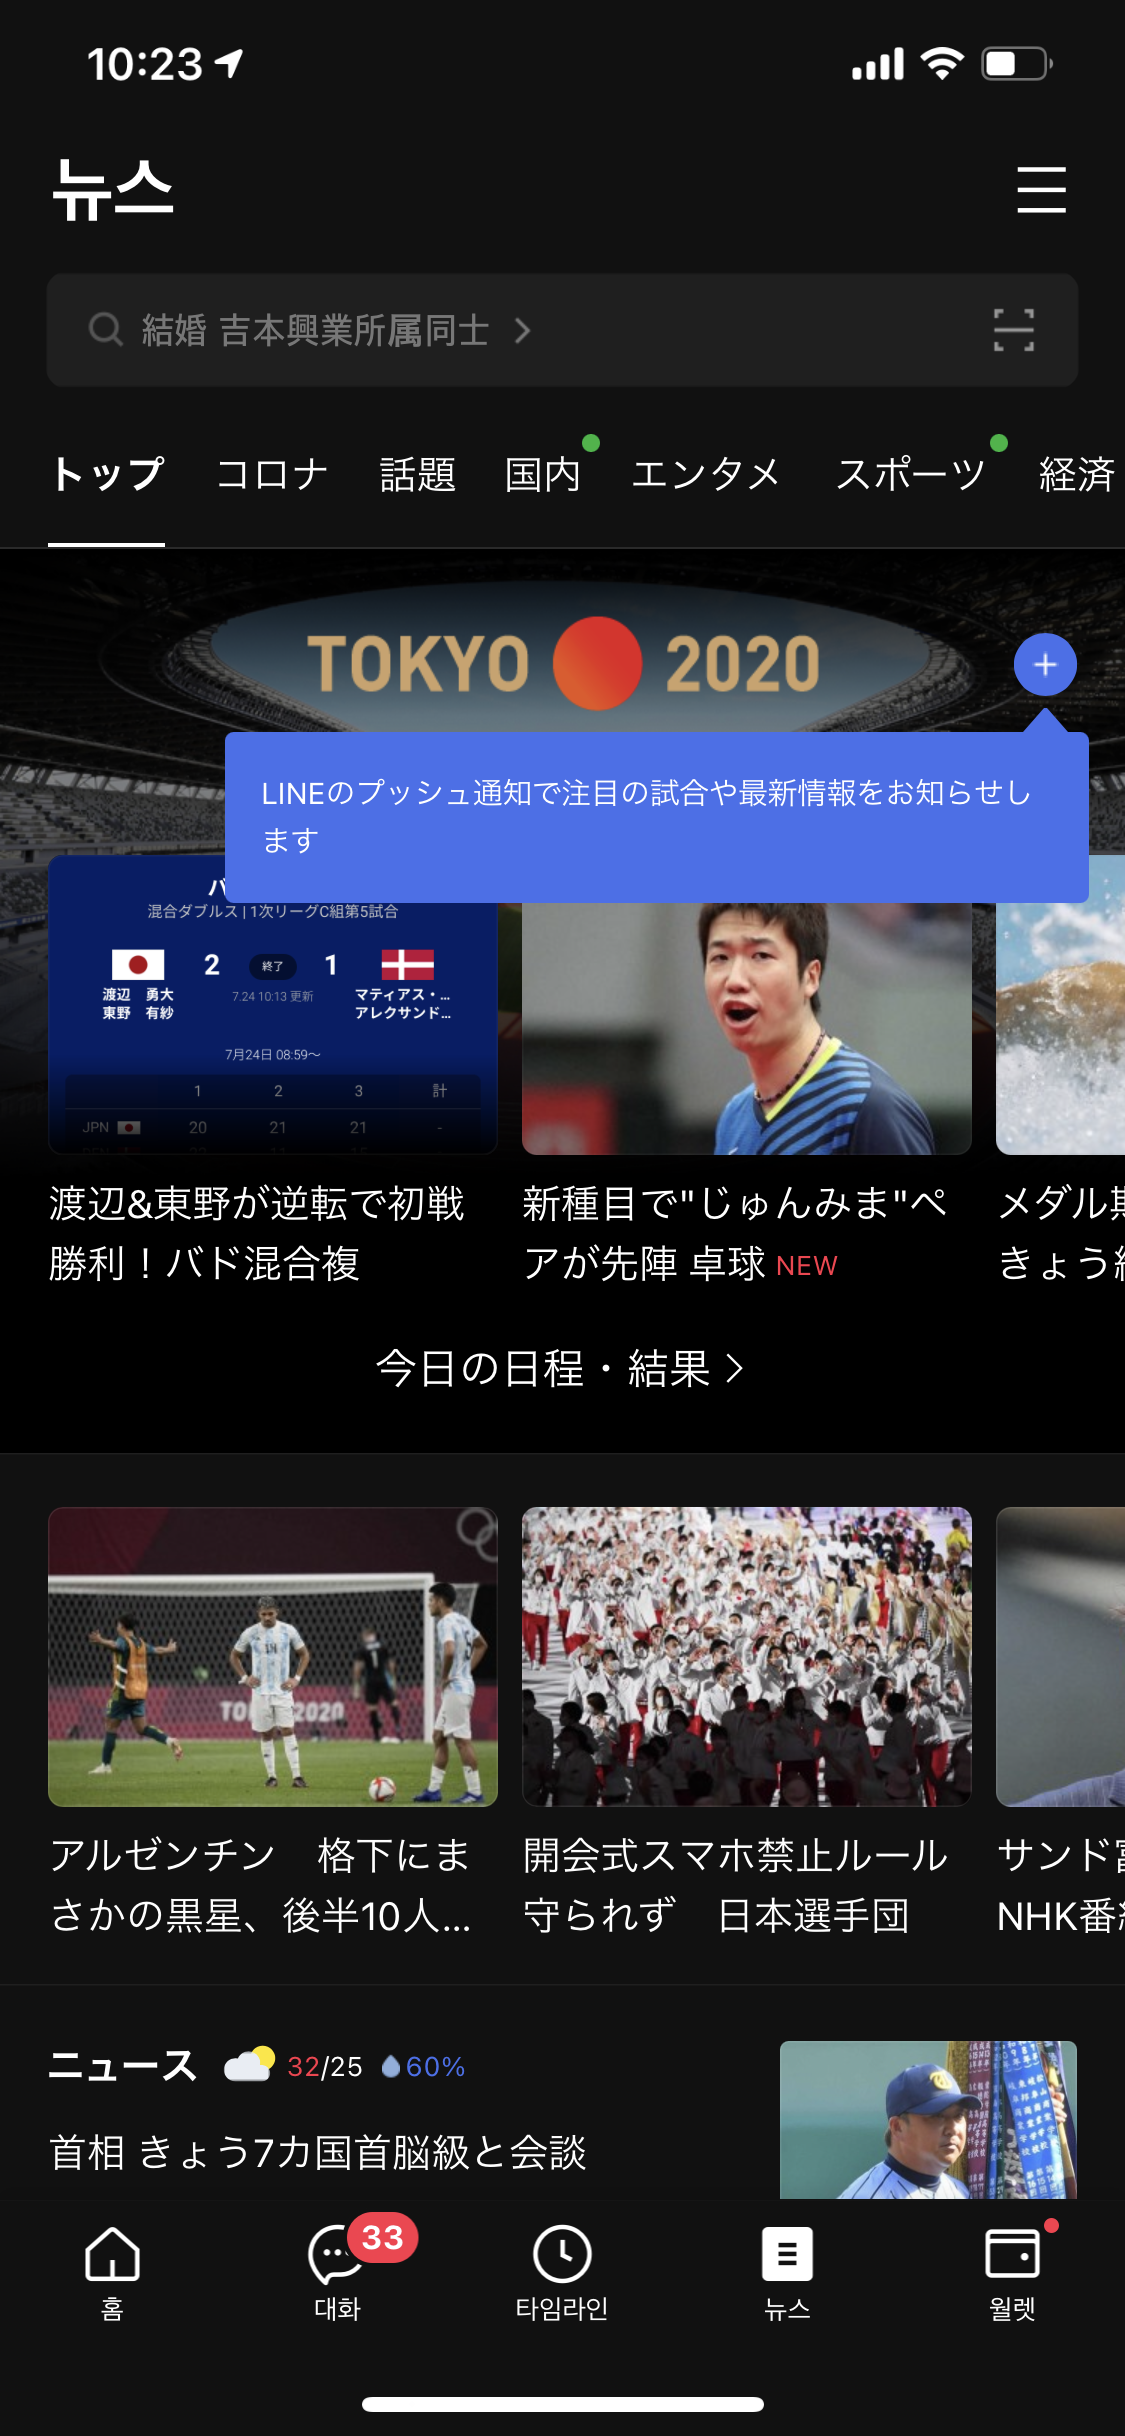 10:23
뉴스
結婚 吉本興業所属同士
トップ コロナ 話題 国内 エンタメ スポーツ 経済
TOKYO 2020
LINEのプッシュ通知で注目の試合や最新情報をお知らせし
ます
混合ダブルス | 1次リーグC組第5試合
2 終了 1
渡辺 勇大 7.24 10:13 更新 マティアス・...
東野 有紗 アレクサンド...
7月24日 08:59〜
1 2 3 計
JPN 20 21 21 -
渡辺&東野が逆転で初戦
勝利！バド混合複
新種目で"じゅんみま"ペ
アが先陣 卓球 NEW
メダル
きょう
今日の日程・結果
TO 2020
アルゼンチン　格下にま
さかの黒星、後半10人...
開会式スマホ禁止ルール
守られず　日本選手団
サンド
NHK番
ニュース 32/25 60%
首相 きょう7カ国首脳級と会談
33
홈 대화 타임라인 뉴스 월렛